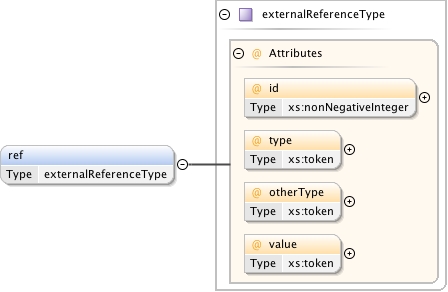 externalReferenceType
@ Attributes
@ id
Type xs:nonNegativeInteger
@ type
Type xs:token
ref
Type externalReferenceType
@ otherType
Type xs:token
@ value
Type xs:token